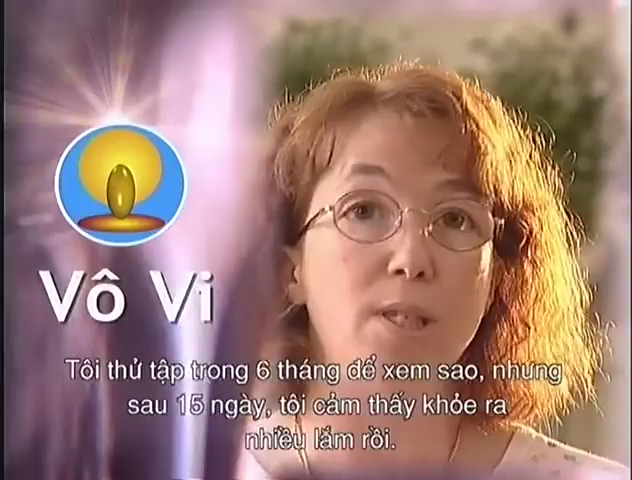 Vô Vi
Tôi thử tập trong 6 tháng để xem sao, nhưng
sau 15 ngày, tôi cảm thấy khỏe ra
nhiều lắm rồi.